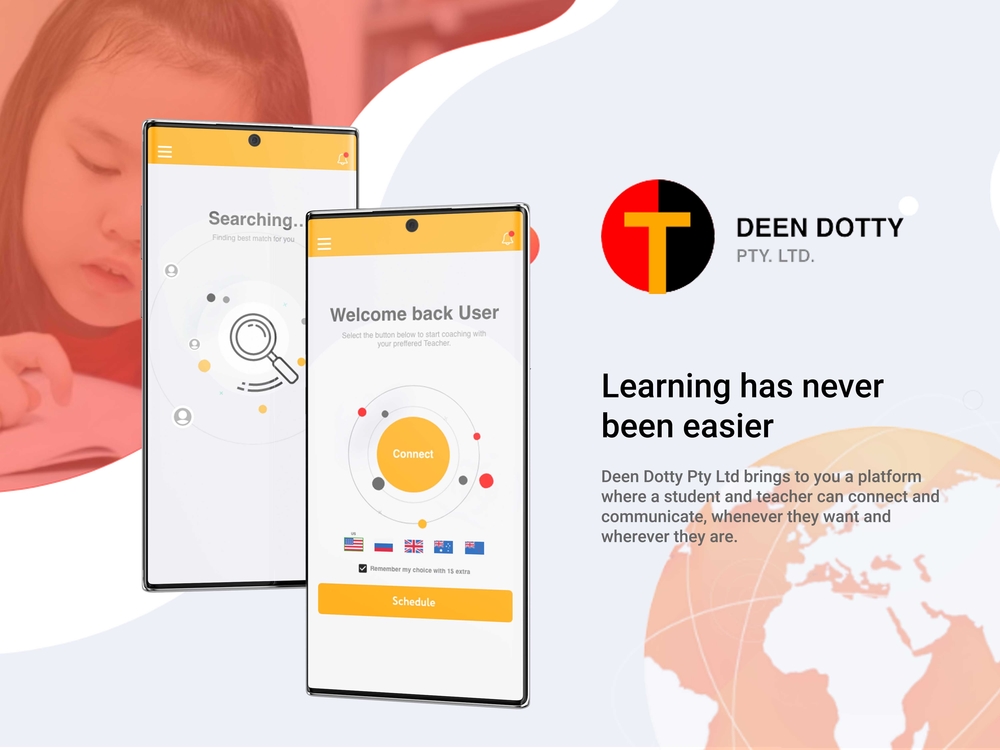 Searching..
Finding best match for you
Welcome back User
Select the button below to start coaching with
your preffered Teacher.
Connect
US
Remember my choice with 1$ extra
Schedule
T
DEEN DOTTY
PTY. LTD.
Learning has never
been easier
Deen Dotty Pty Ltd brings to you a platform
where a student and teacher can connect and
communicate, whenever they want and
wherever they are.